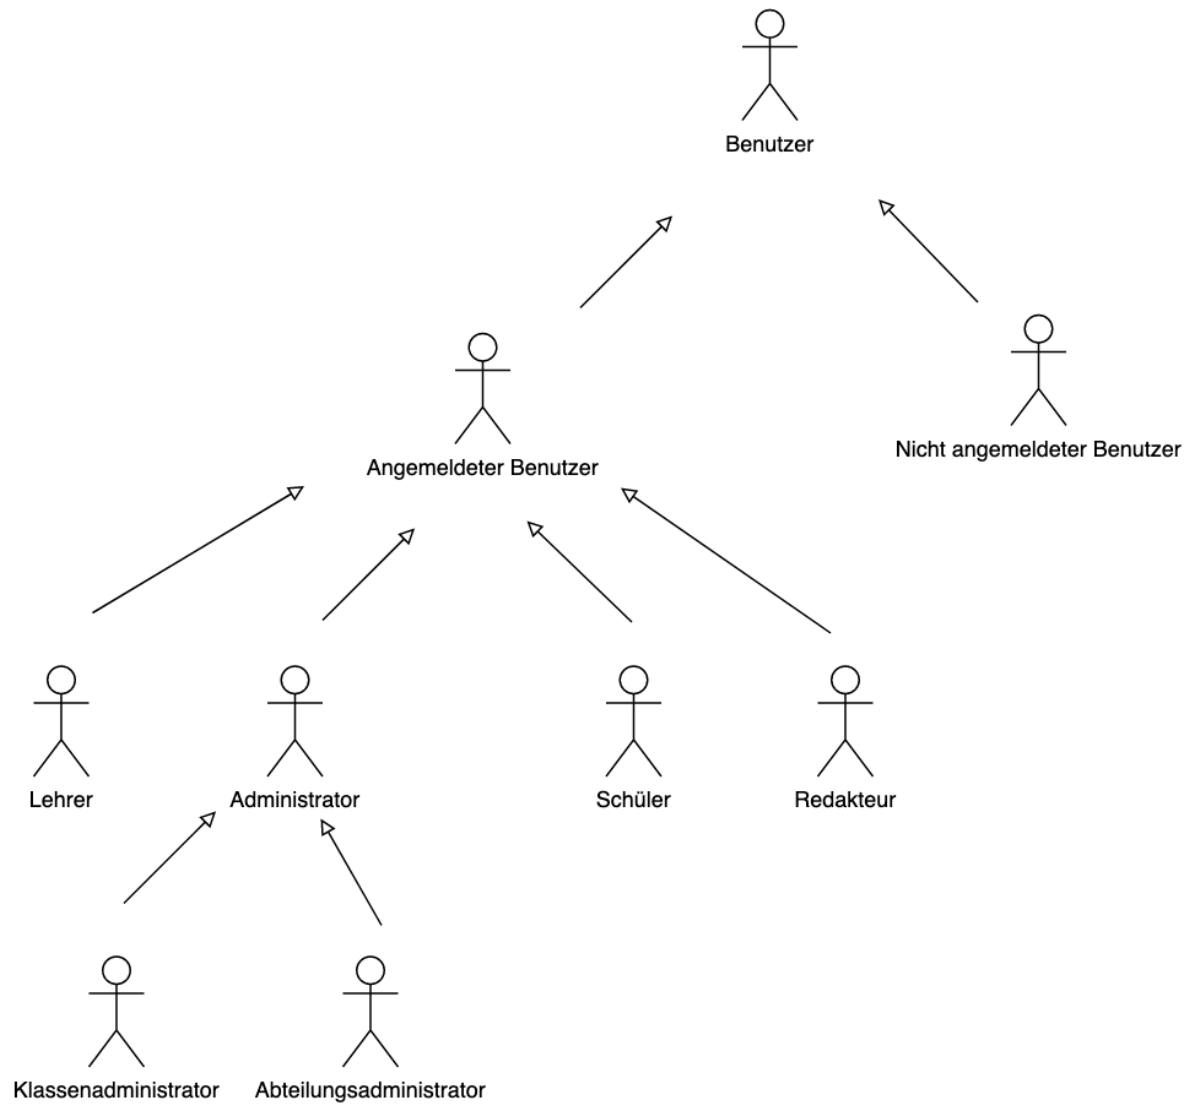 Benutzer
Nicht angemeldeter Benutzer
Angemeldeter Benutzer
Lehrer
Administrator
Schüler
Redakteur
Klassenadministrator
Abteilungsadministrator